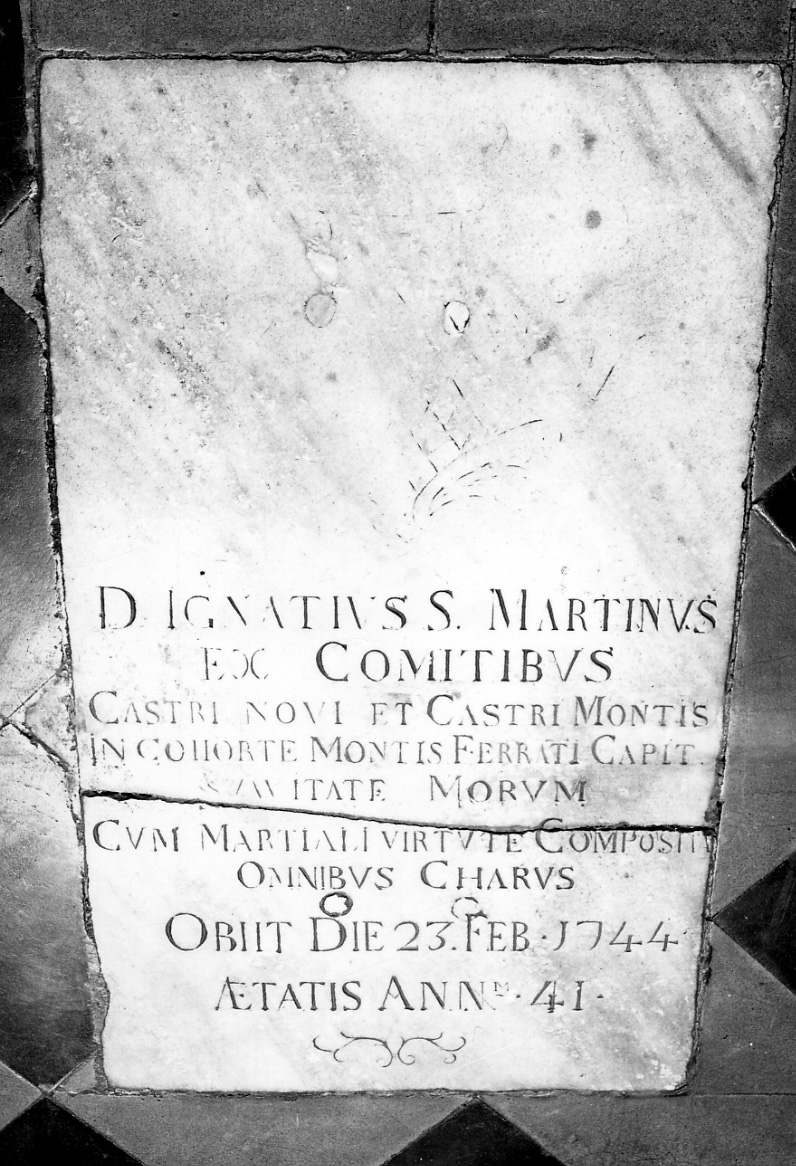 D. IGNATIVS S. MARTINVS
EX COMITIBVS
CASTRI NOVI ET CASTRI MONTIS
IN COHORTE MONTIS FERRATI CAPIT.
SVAVITATE MORVM
CVM MARTIALI VIRTVTE COMPOSITV
OMNIBVS CHARVS
OBIIT DIE 23. FEB. 1744
ÆTATIS ANN. 41.